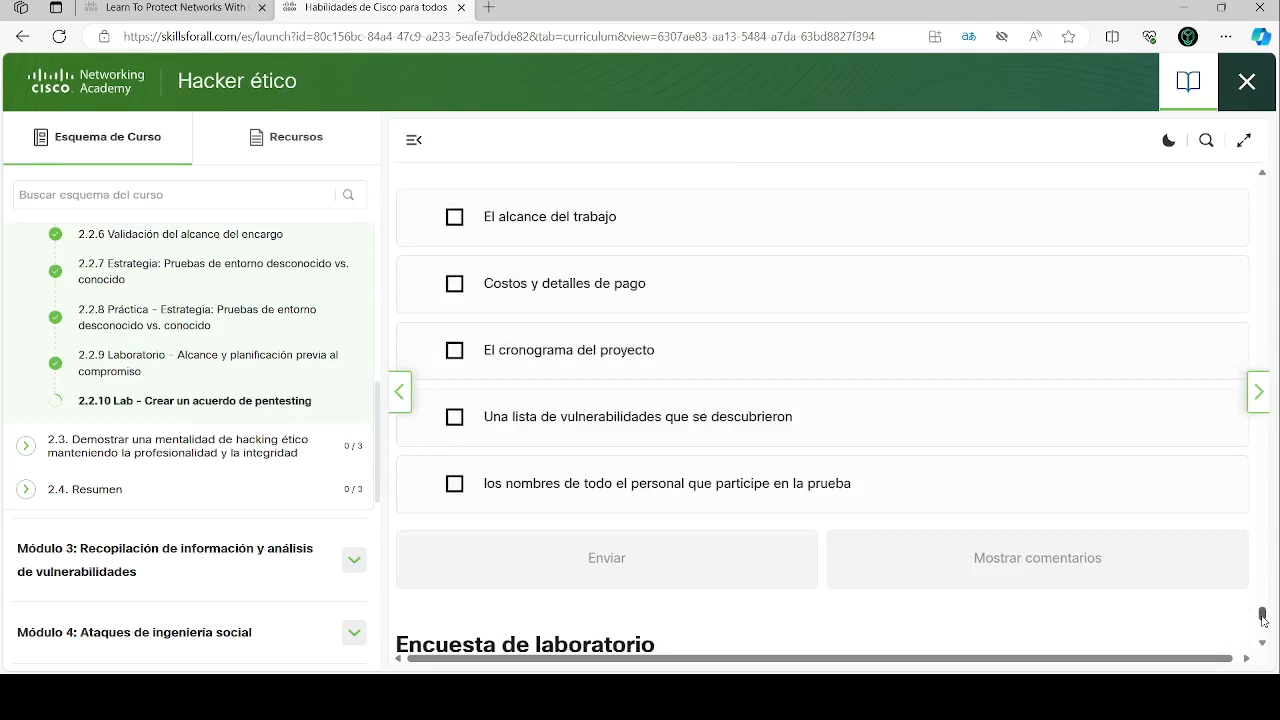 Learn To Protect Networks With
Habilidades de Cisco para todos
https://skillsforall.com/es/launch?id=80c156bc-84a4-47c9-a233-5eafe7bdde82&tab=curriculum&view=6307ae83-aa13-5484-a7da-63bd8827f394
CISCO Networking Academy
Hacker ético
Esquema de Curso
Recursos
Buscar esquema del curso
2.2.6 Validación del alcance del encargo
2.2.7 Estrategia: Pruebas de entorno desconocido vs.
conocido
2.2.8 Práctica - Estrategia: Pruebas de entorno
desconocido vs. conocido
2.2.9 Laboratorio - Alcance y planificación previa al
compromiso
2.2.10 Lab - Crear un acuerdo de pentesting
2.3. Demostrar una mentalidad de hacking ético
manteniendo la profesionalidad y la integridad
0 / 3
2.4. Resumen
0 / 3
Módulo 3: Recopilación de información y análisis
de vulnerabilidades
Módulo 4: Ataques de ingeniería social
El alcance del trabajo
Costos y detalles de pago
El cronograma del proyecto
Una lista de vulnerabilidades que se descubrieron
los nombres de todo el personal que participe en la prueba
Enviar
Mostrar comentarios
Encuesta de laboratorio